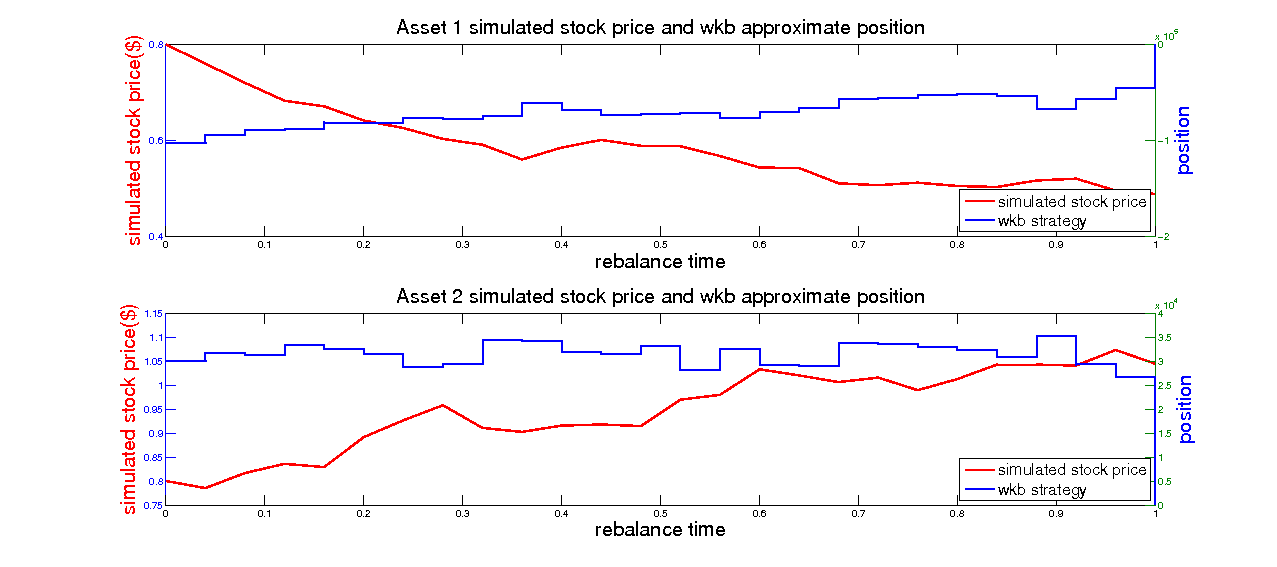 Asset 1 simulated stock price and wkb approximate position
x 10^5
simulated stock price($)
0.8
0.6
0.4
0
-1
-2
position
simulated stock price
wkb strategy
0 0.1 0.2 0.3 0.4 0.5 0.6 0.7 0.8 0.9 1
rebalance time
Asset 2 simulated stock price and wkb approximate position
x 10^4
simulated stock price($)
1.15
1.1
1.05
1
0.95
0.9
0.85
0.8
0.75
4
3.5
3
2.5
2
1.5
1
0.5
0
position
simulated stock price
wkb strategy
0 0.1 0.2 0.3 0.4 0.5 0.6 0.7 0.8 0.9 1
rebalance time